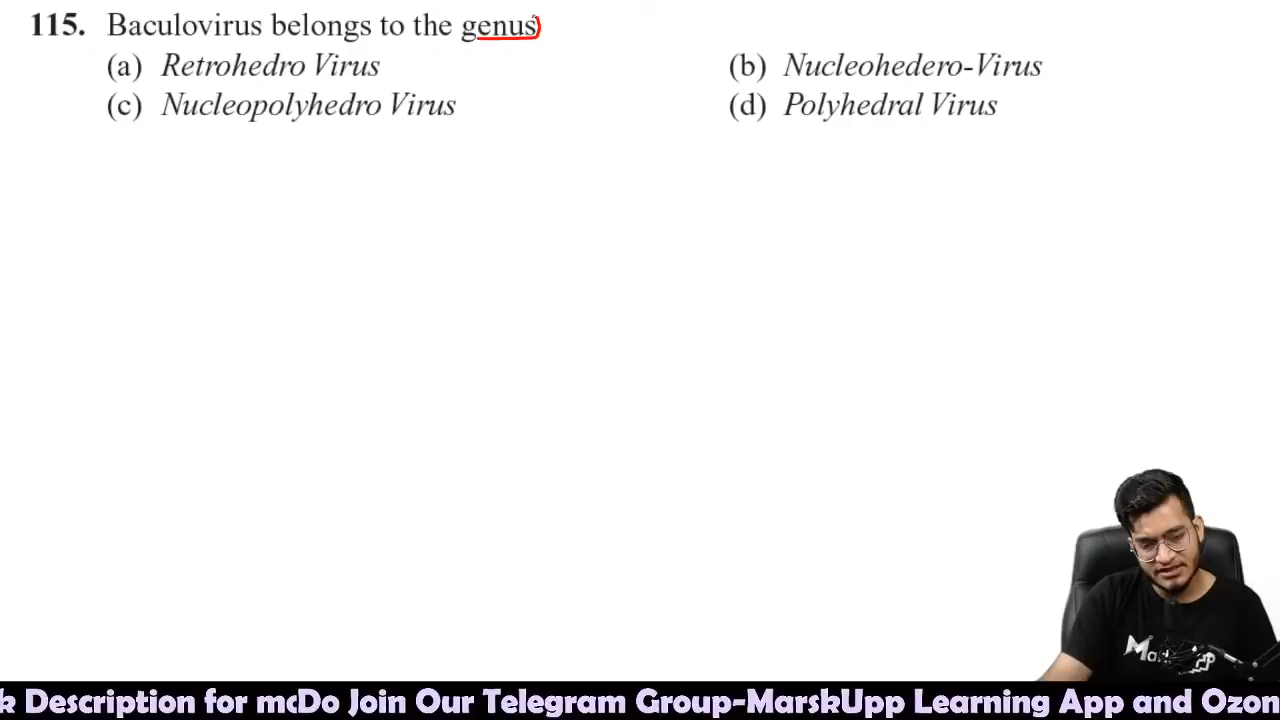 115. Baculovirus belongs to the genus
(a) Retrohedro Virus (b) Nucleohedero-Virus
(c) Nucleopolyhedro Virus (d) Polyhedral Virus
k Description for mcDo Join Our Telegram Group-MarskUpp Learning App and Ozon